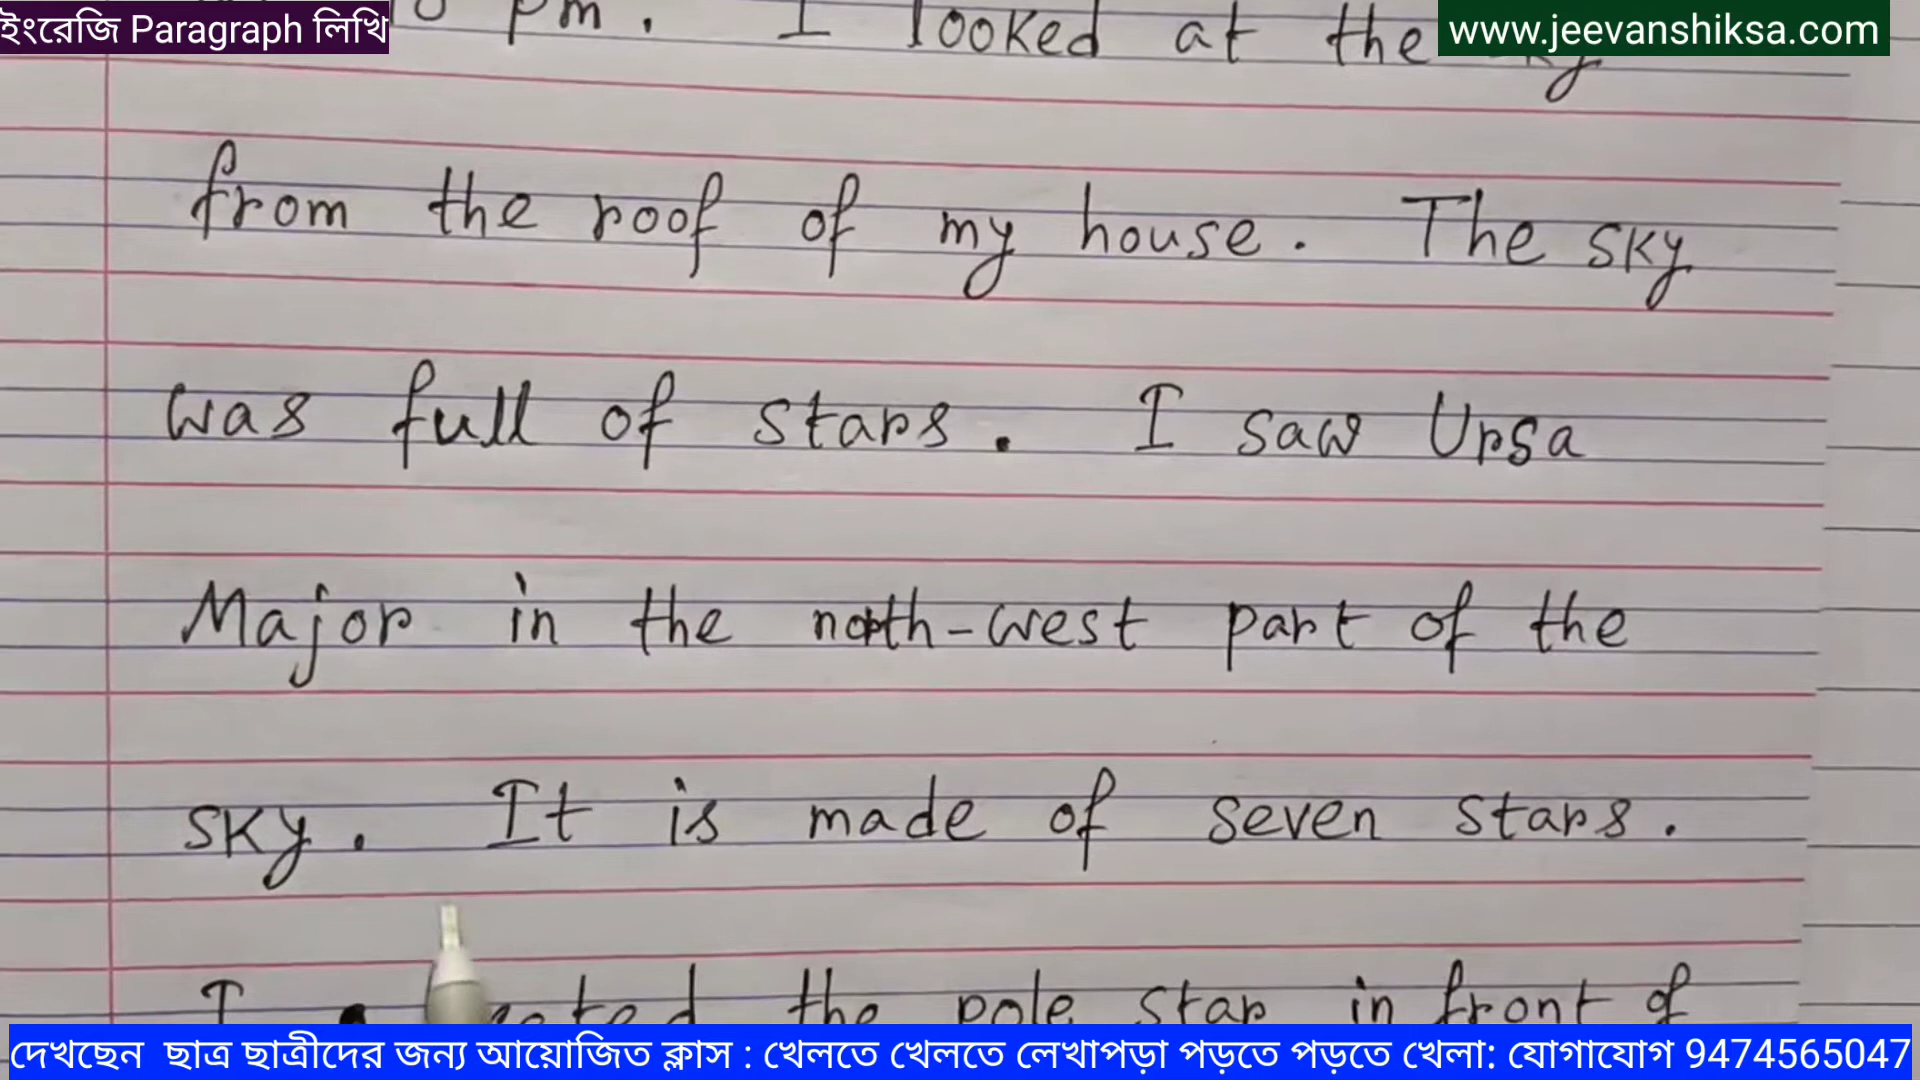 ইংরেজি Paragraph লিখি
pm. I looked at the sky
www.jeevanshiksa.com
from the roof of my house. The sky
was full of stars. I saw Ursa
Major in the north-west part of the
sky. It is made of seven stars.
I the pole star in front of
দেখছেন ছাত্র ছাত্রীদের জন্য আয়োজিত ক্লাস : খেলতে খেলতে লেখাপড়া পড়তে পড়তে খেলা: যোগাযোগ 9474565047